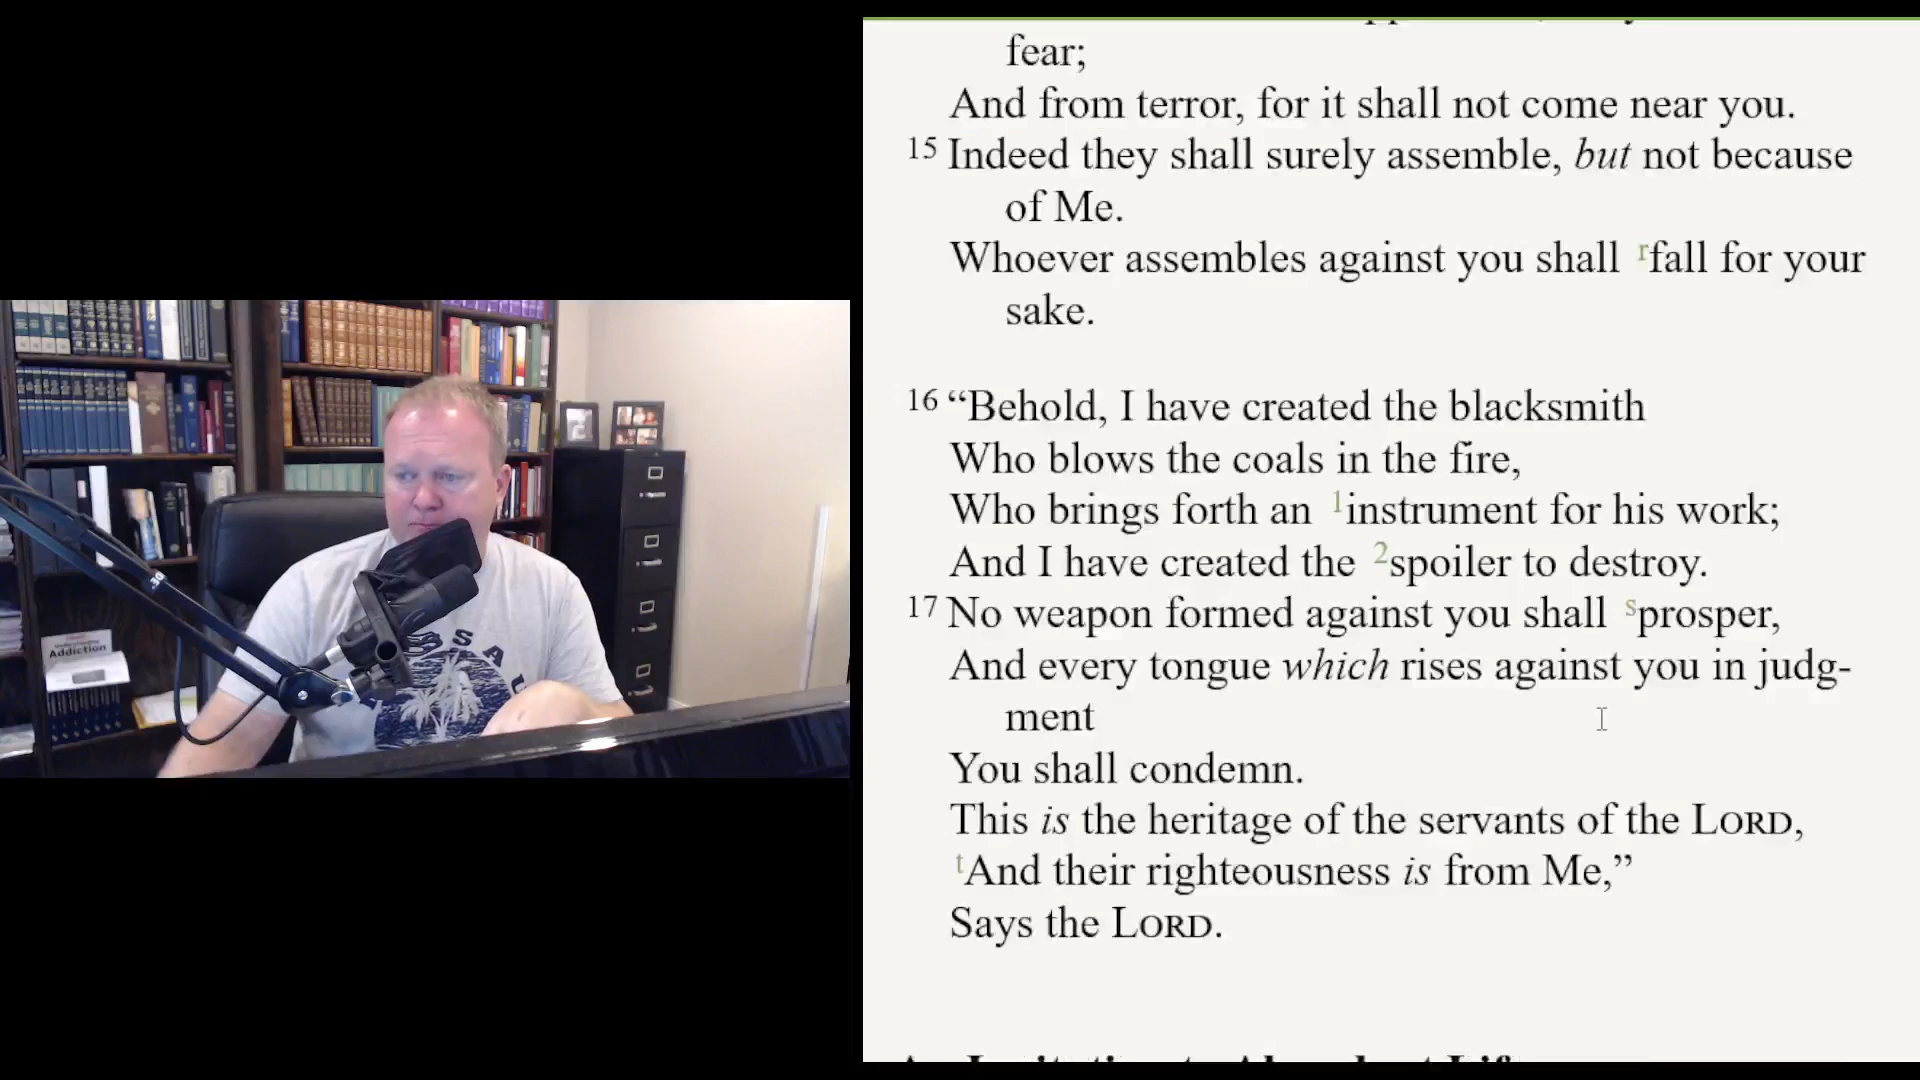 fear;
And from terror, for it shall not come near you.
15 Indeed they shall surely assemble, but not because
of Me.
Whoever assembles against you shall rfall for your
sake.
16 “Behold, I have created the blacksmith
Who blows the coals in the fire,
Who brings forth an 1instrument for his work;
And I have created the 2spoiler to destroy.
17 No weapon formed against you shall sprosper,
And every tongue which rises against you in judg-
ment
You shall condemn.
This is the heritage of the servants of the LORD,
tAnd their righteousness is from Me,”
Says the LORD.
Addiction